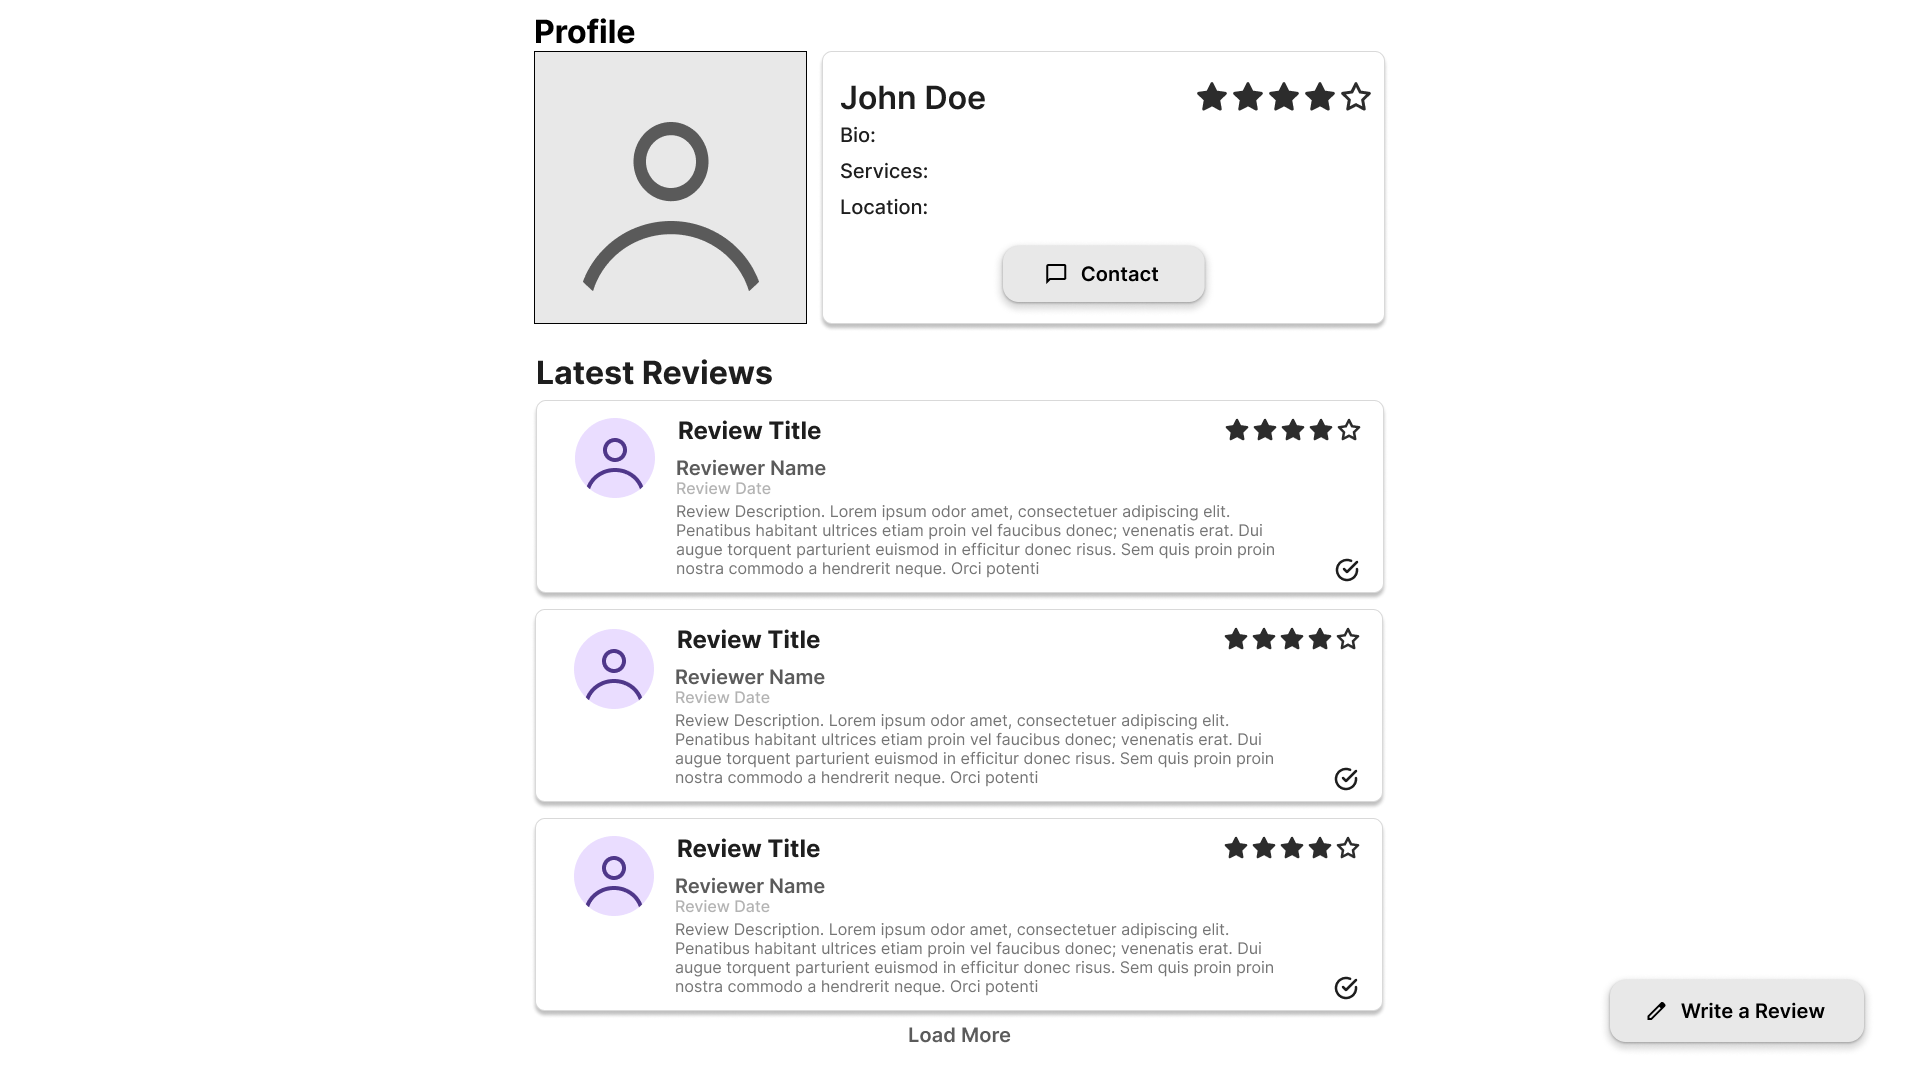 Profile
John Doe
Bio:
Services:
Location:
Contact
Latest Reviews
Review Title
Reviewer Name
Review Date
Review Description. Lorem ipsum odor amet, consectetuer adipiscing elit.
Penatibus habitant ultrices etiam proin vel faucibus donec; venenatis erat. Dui
augue torquent parturient euismod in efficitur donec risus. Sem quis proin proin
nostra commodo a hendrerit neque. Orci potenti
Review Title
Reviewer Name
Review Date
Review Description. Lorem ipsum odor amet, consectetuer adipiscing elit.
Penatibus habitant ultrices etiam proin vel faucibus donec; venenatis erat. Dui
augue torquent parturient euismod in efficitur donec risus. Sem quis proin proin
nostra commodo a hendrerit neque. Orci potenti
Review Title
Reviewer Name
Review Date
Review Description. Lorem ipsum odor amet, consectetuer adipiscing elit.
Penatibus habitant ultrices etiam proin vel faucibus donec; venenatis erat. Dui
augue torquent parturient euismod in efficitur donec risus. Sem quis proin proin
nostra commodo a hendrerit neque. Orci potenti
Write a Review
Load More